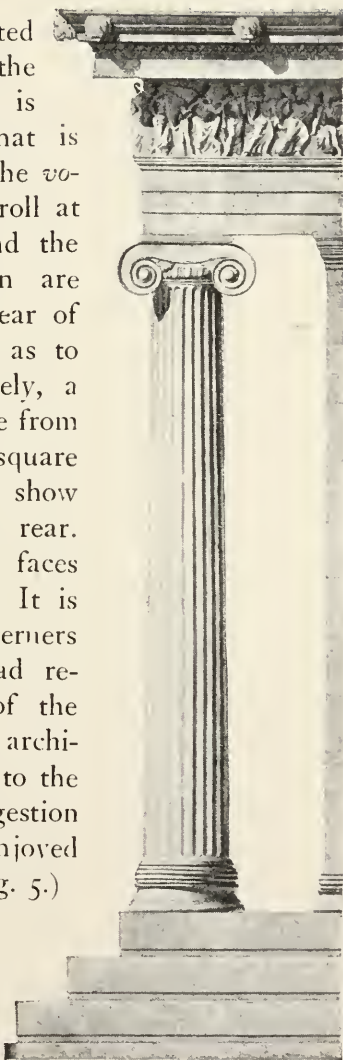 ted
the
is
hat is
he vo-
roll at
nd the
n are
ear of
as to
ely, a
e from
square
show
rear.
faces
It is
erners
ad re-
of the
archi-
to the
gestion
njoyed
g. 5.)